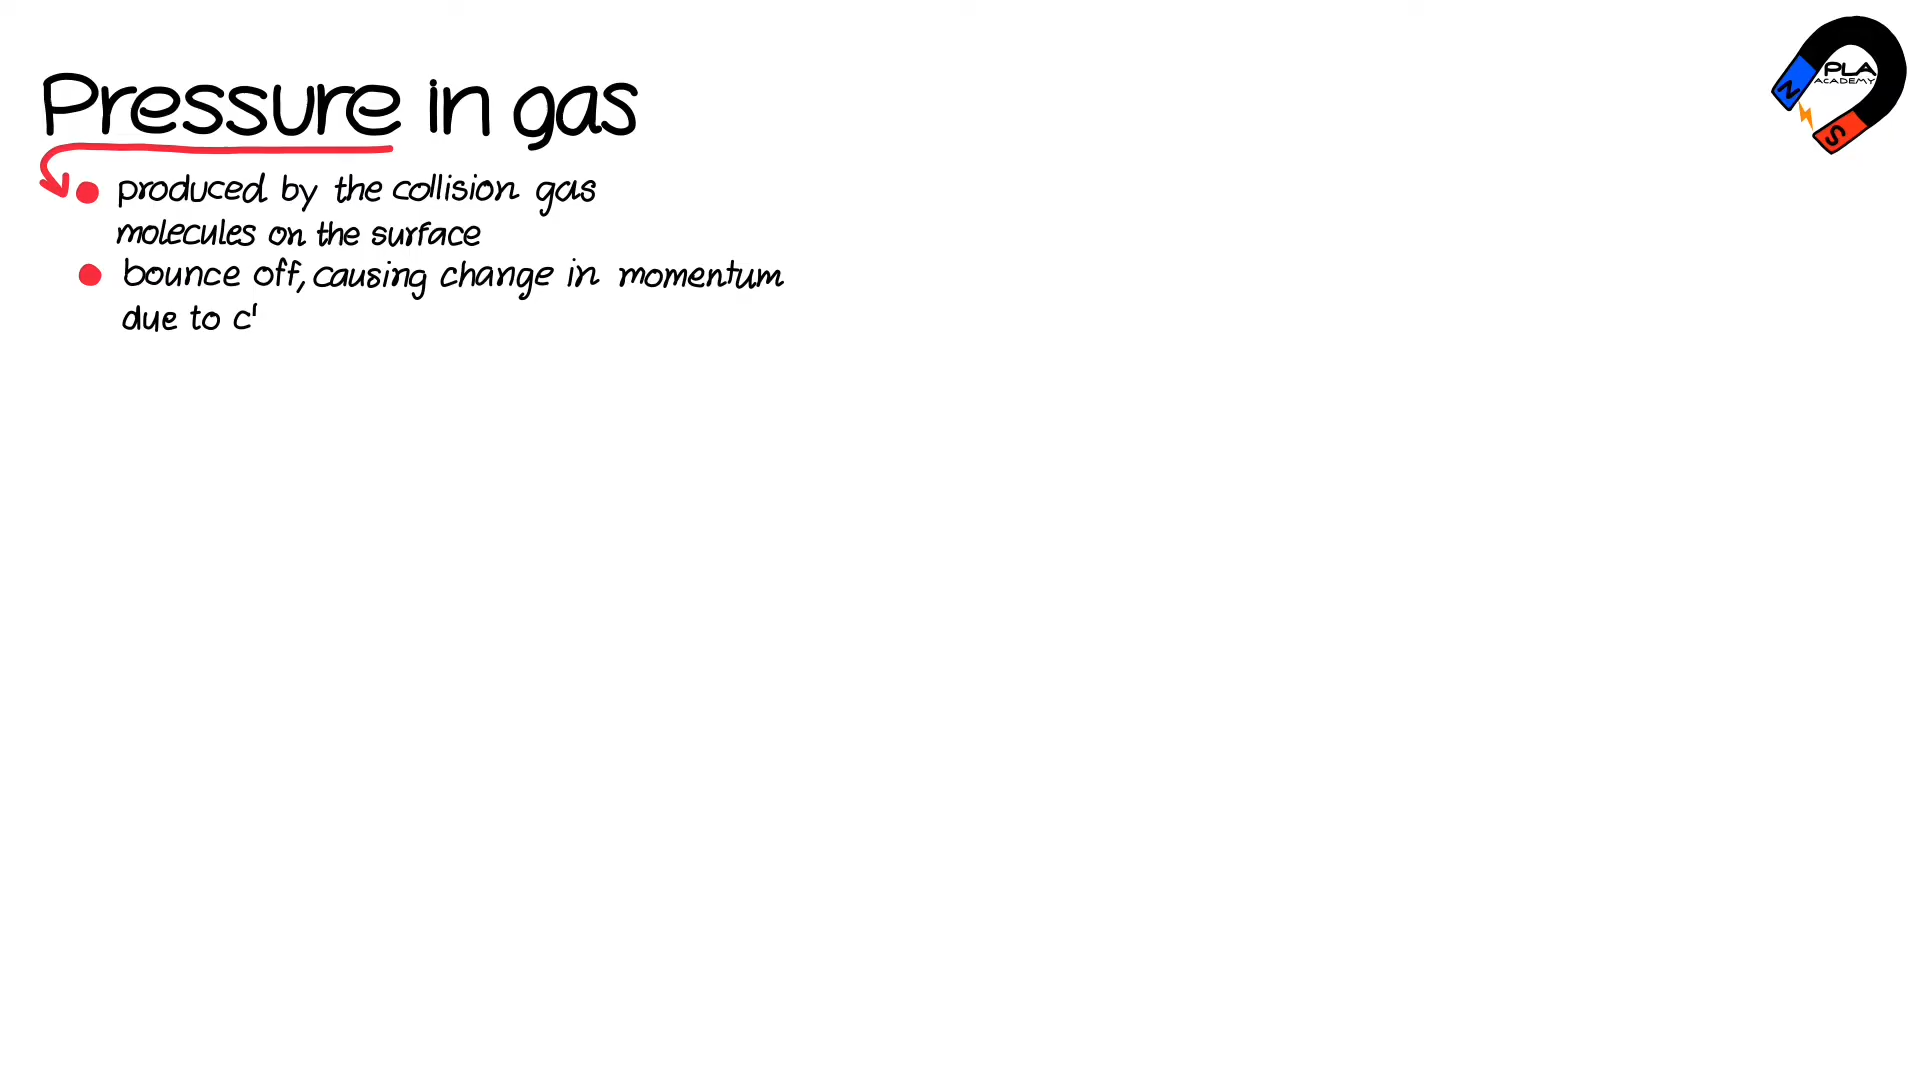 Pressure in gas
produced by the collision gas
molecules on the surface
bounce off, causing change in momentum
due to c
PLA
ACADEMY
N
S